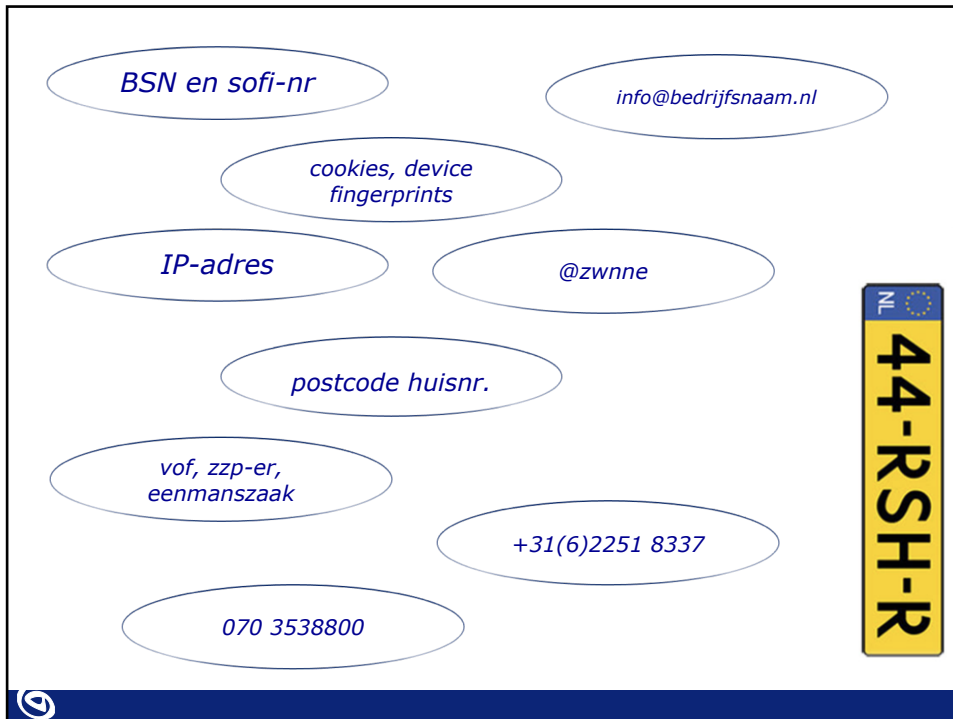 BSN en sofi-nr
info@bedrijfsnaam.nl
cookies, device
fingerprints
IP-adres
@zwnne
postcode huisnr.
vof, zzp-er,
eenmanszaak
+31(6)2251 8337
070 3538800
NL
44-RSH-R